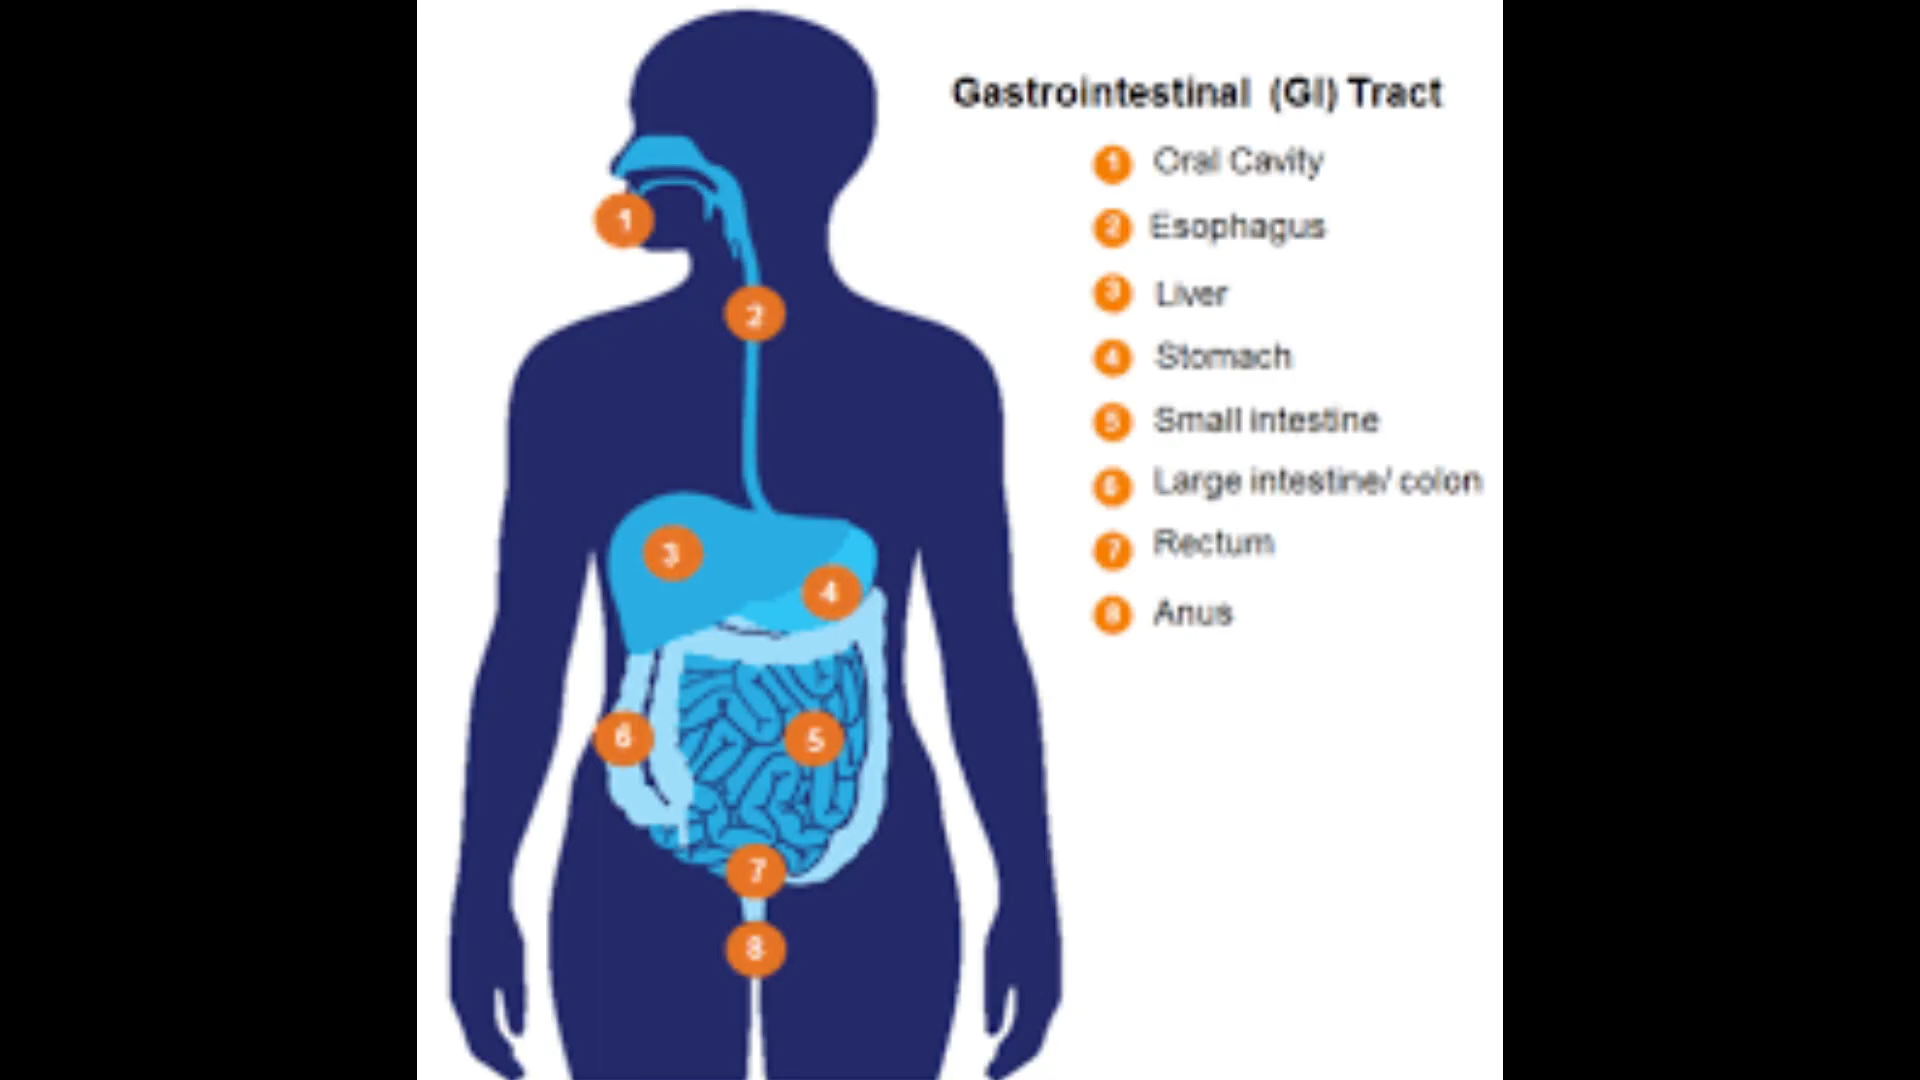 Gastrointestinal (GI) Tract
1 Oral Cavity
2 Esophagus
3 Liver
4 Stomach
5 Small intestine
6 Large intestine/ colon
7 Rectum
8 Anus
1
2
3
4
6
5
7
8